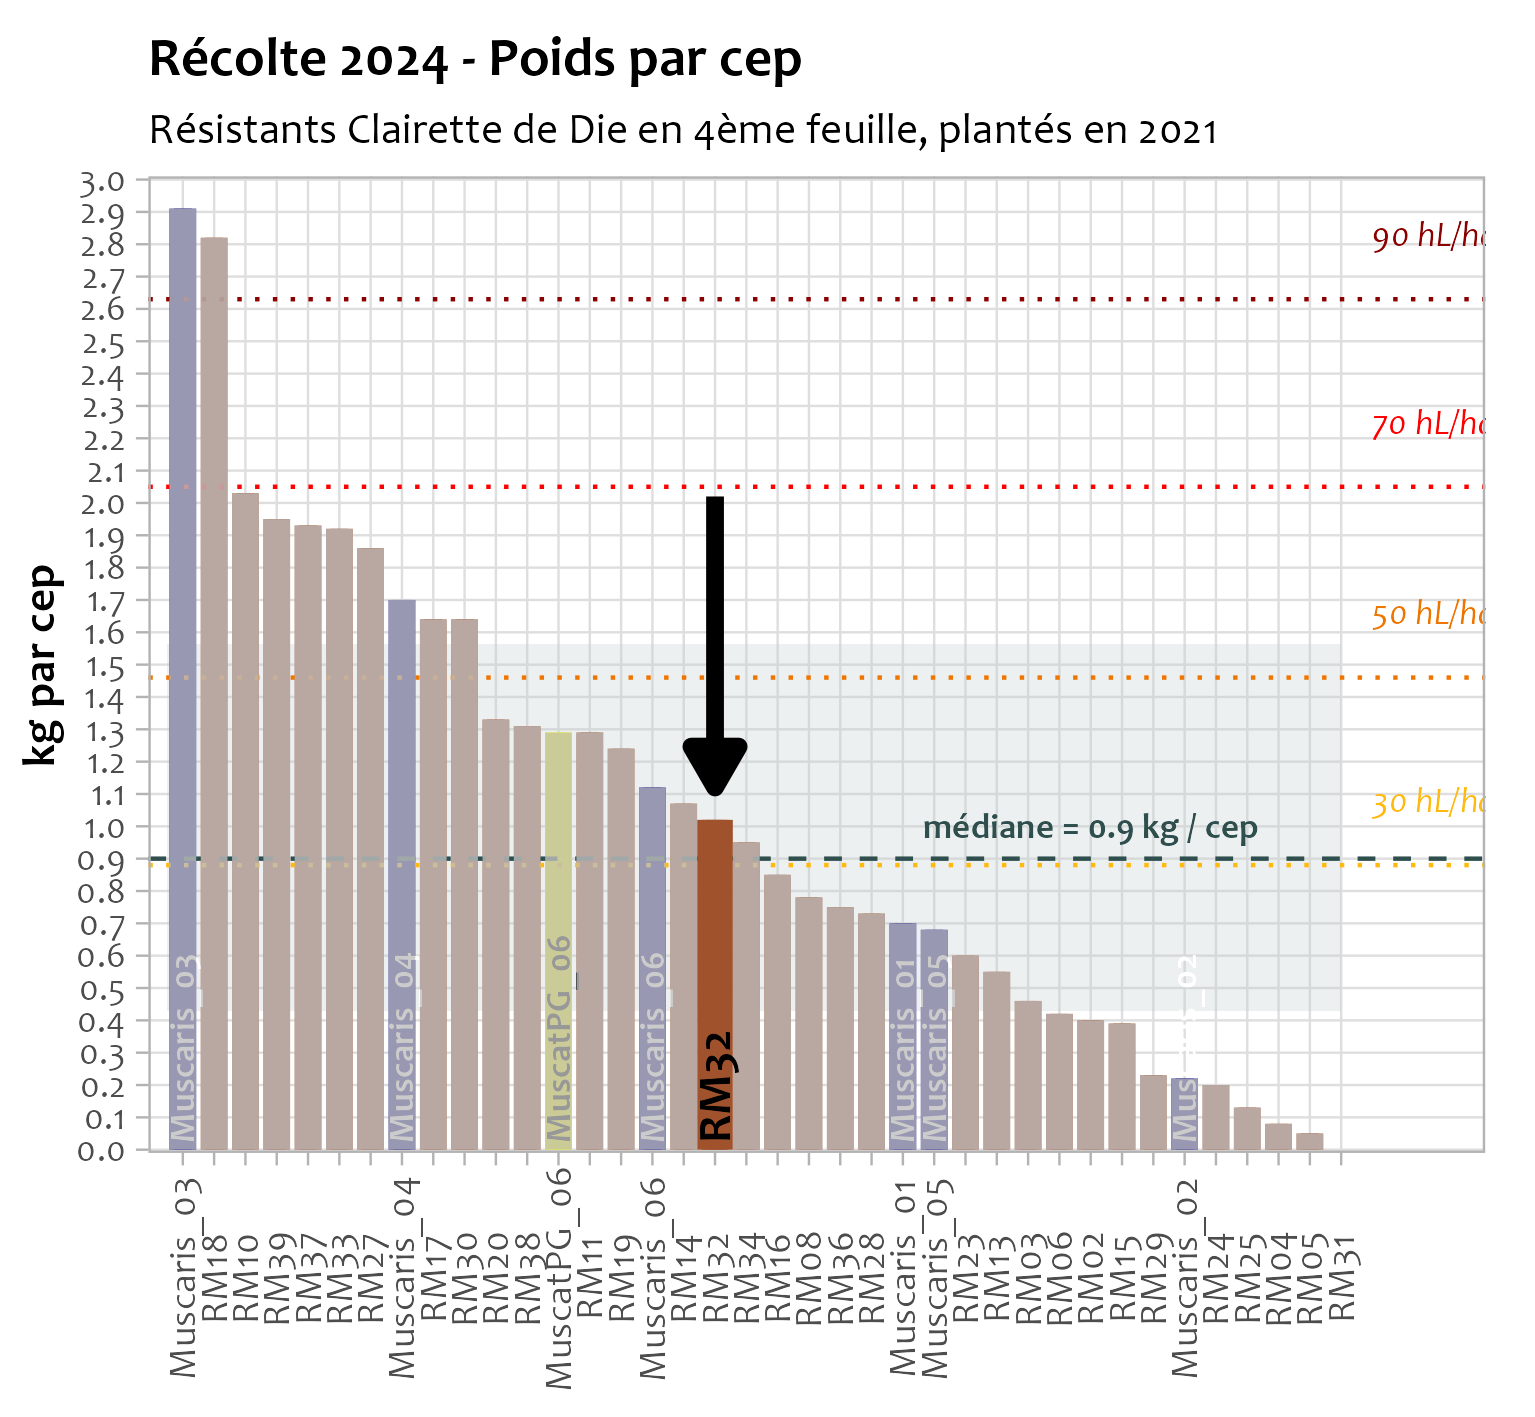 Récolte 2024 - Poids par cep
Résistants Clairette de Die en 4ème feuille, plantés en 2021
kg par cep
3.0
2.9
2.8
2.7
2.6
2.5
2.4
2.3
2.2
2.1
2.0
1.9
1.8
1.7
1.6
1.5
1.4
1.3
1.2
1.1
1.0
0.9
0.8
0.7
0.6
0.5
0.4
0.3
0.2
0.1
0.0
90 hL/ha
70 hL/ha
50 hL/ha
30 hL/ha
médiane = 0.9 kg / cep
Muscaris_03
Muscaris_04
MuscatPG_06
Muscaris_06
RM32
Muscaris_01
Muscaris_05
Muscaris_02
Muscaris_03
RM18
RM10
RM39
RM37
RM33
RM27
Muscaris_04
RM17
RM30
RM20
RM38
MuscatPG_06
RM11
RM19
Muscaris_06
RM14
RM32
RM34
RM16
RM08
RM36
RM28
Muscaris_01
Muscaris_05
RM23
RM13
RM03
RM06
RM02
RM15
RM29
Muscaris_02
RM24
RM25
RM04
RM05
RM31